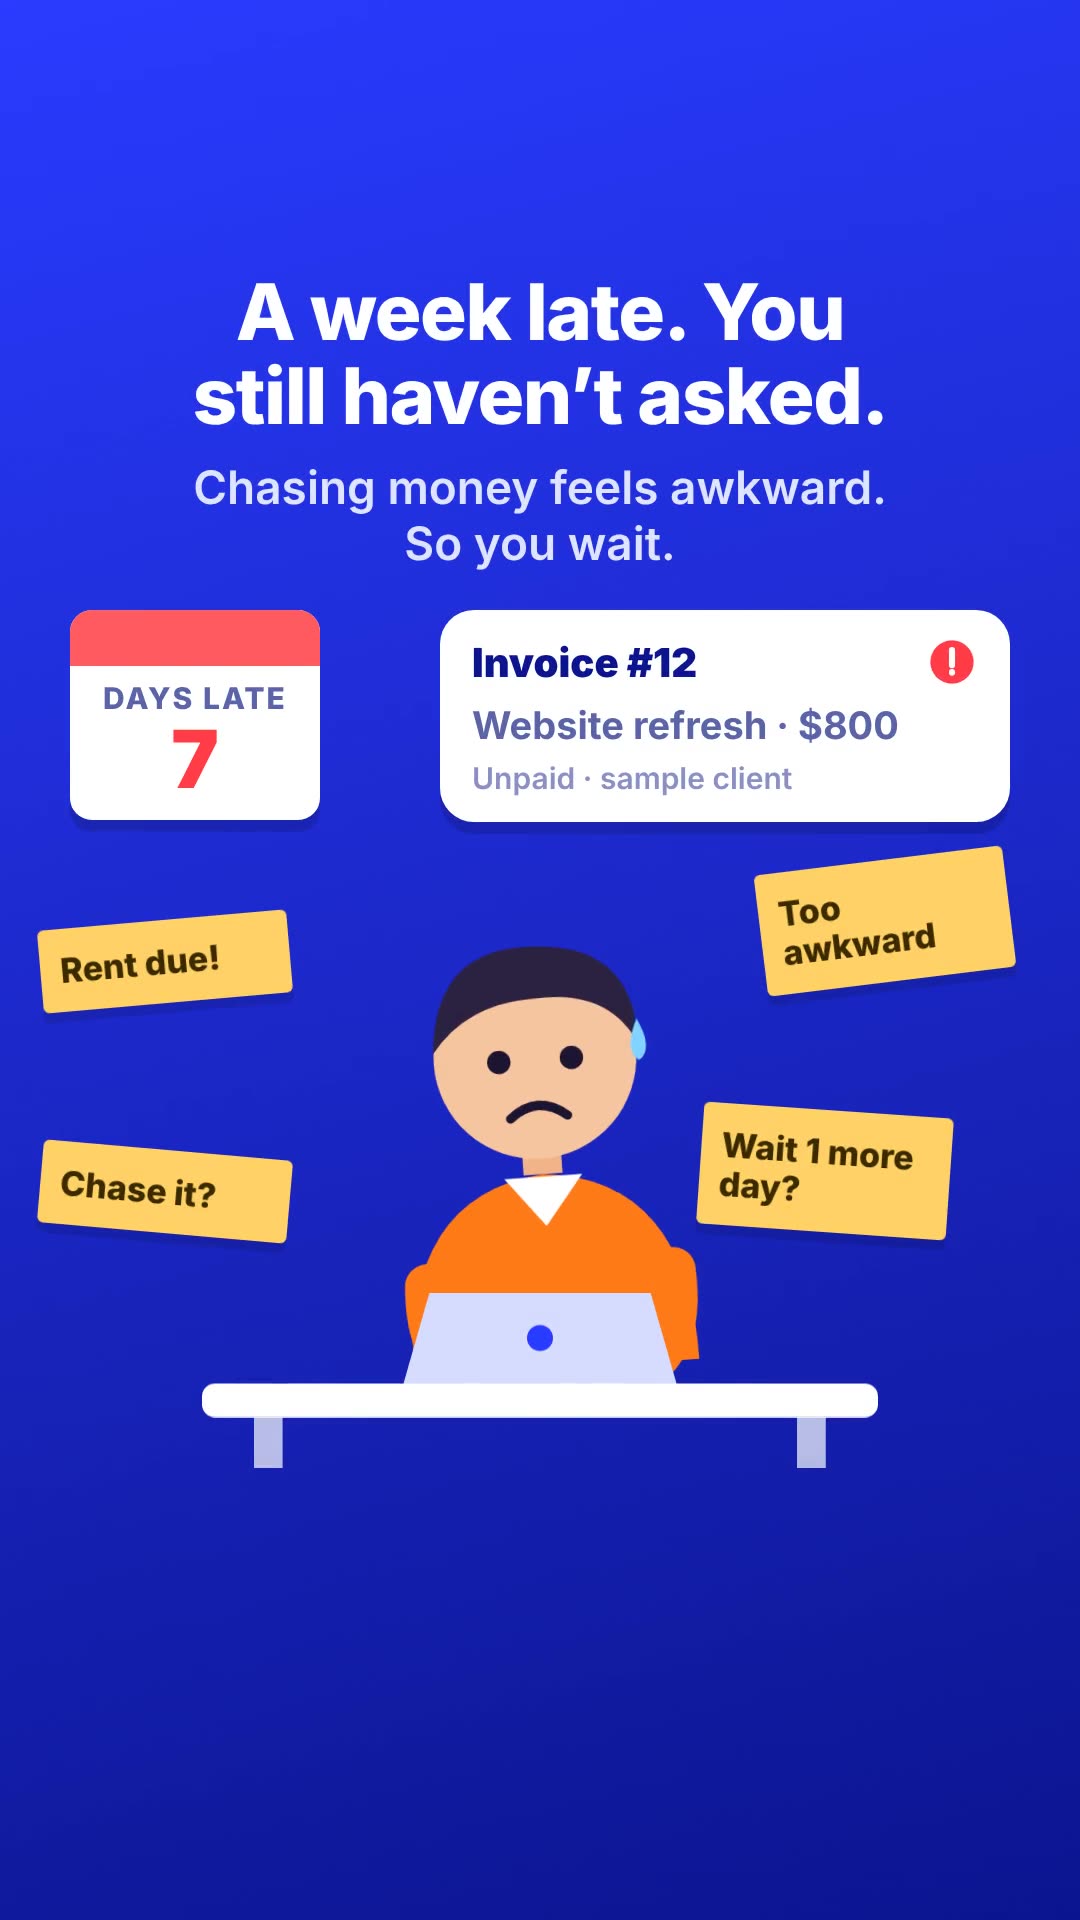 A week late. You
still haven’t asked.
Chasing money feels awkward.
So you wait.
DAYS LATE
7
Invoice #12
!
Website refresh · $800
Unpaid · sample client
Too
awkward
Rent due!
Wait 1 more
day?
Chase it?